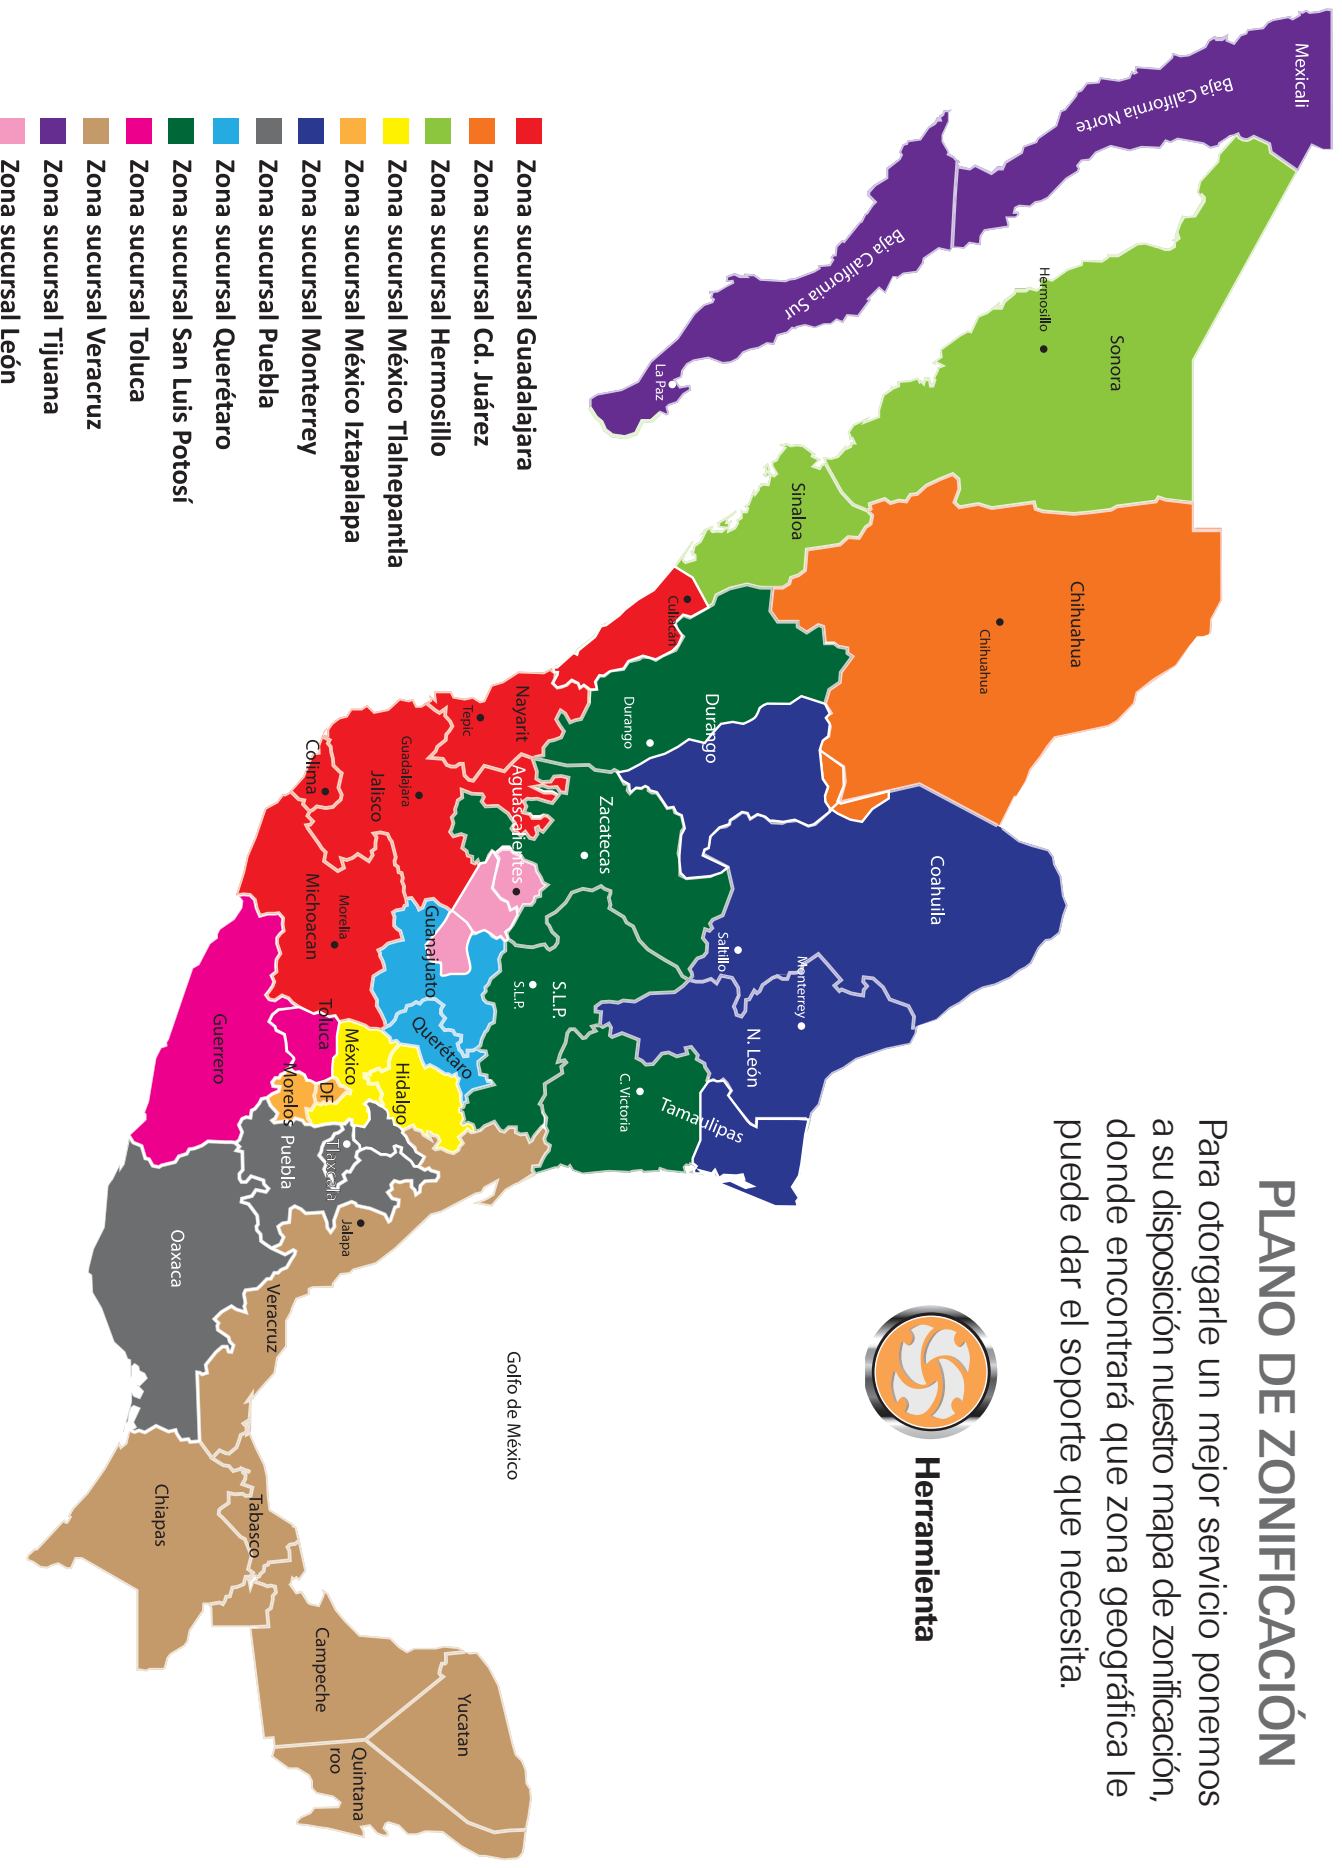 PLANO DE ZONIFICACIÓN
Para otorgarle un mejor servicio ponemos
a su disposición nuestro mapa de zonificación,
donde encontrará que zona geográfica le
puede dar el soporte que necesita.
Herramienta
Mexicali
Baja California Norte
Baja California Sur
La Paz
Sonora
Hermosillo
Chihuahua
Chihuahua
Sinaloa
Culiacán
Durango
Durango
Coahuila
Saltillo
Monterrey
N. León
Tamaulipas
C. Victoria
Zacatecas
S.L.P.
S.L.P.
Nayarit
Tepic
Aguascalientes
Guadalajara
Jalisco
Colima
Michoacan
Morelia
Guanajuato
Querétaro
Hidalgo
México
Toluca
DF
Morelos
Guerrero
Tlaxcala
Puebla
Jalapa
Veracruz
Oaxaca
Golfo de México
Tabasco
Chiapas
Campeche
Yucatan
Quintana
roo
Zona sucursal Guadalajara
Zona sucursal Cd. Juárez
Zona sucursal Hermosillo
Zona sucursal México Tlalnepantla
Zona sucursal México Iztapalapa
Zona sucursal Monterrey
Zona sucursal Puebla
Zona sucursal Querétaro
Zona sucursal San Luis Potosí
Zona sucursal Toluca
Zona sucursal Veracruz
Zona sucursal Tijuana
Zona sucursal León